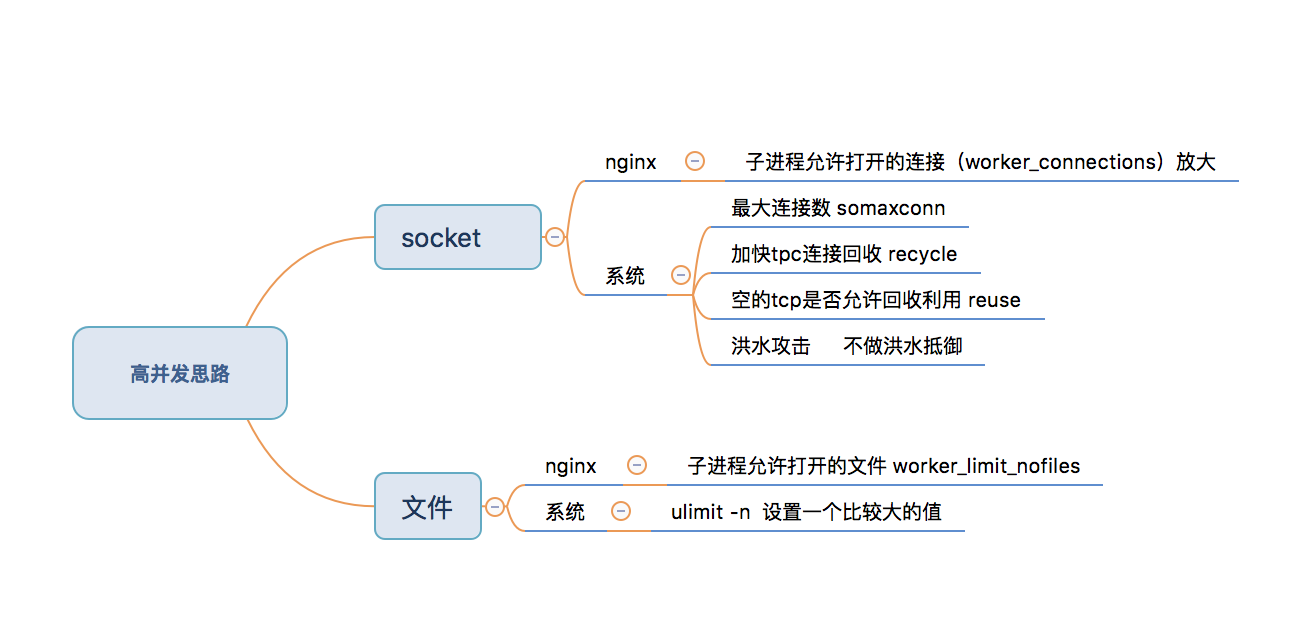 高并发思路
socket
nginx
子进程允许打开的连接（worker_connections）放大
系统
最大连接数 somaxconn
加快tpc连接回收 recycle
空的tcp是否允许回收利用 reuse
洪水攻击 不做洪水抵御
文件
nginx
子进程允许打开的文件 worker_limit_nofiles
系统
ulimit -n 设置一个比较大的值